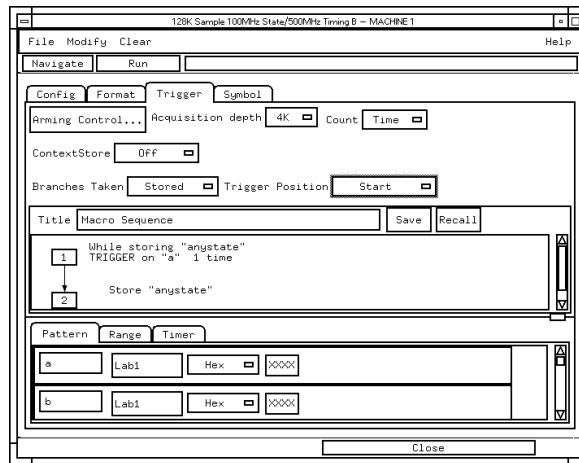 128K Sample 100MHz State/500MHz Timing B – MACHINE 1
File Modify Clear Help
Navigate Run
Config Format Trigger Symbol
Arming Control... Acquisition depth 4K Count Time
ContextStore Off
Branches Taken Stored Trigger Position Start
Title Macro Sequence Save Recall
While storing "anystate"
1 TRIGGER on "a" 1 time
Store "anystate"
2
Pattern Range Timer
a Lab1 Hex XXXX
b Lab1 Hex XXXX
Close